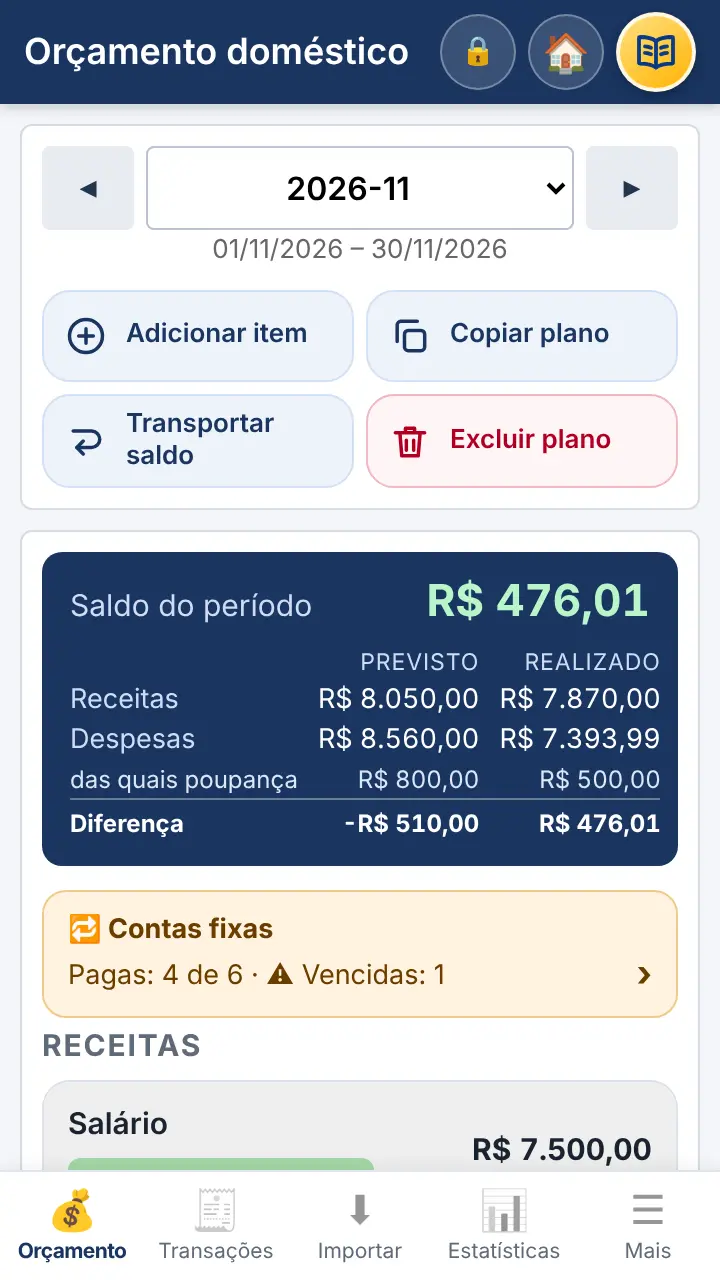 Orçamento doméstico
2026-11
01/11/2026 – 30/11/2026
Adicionar item
Copiar plano
Transportar
saldo
Excluir plano
Saldo do período R$ 476,01
PREVISTO REALIZADO
Receitas R$ 8.050,00 R$ 7.870,00
Despesas R$ 8.560,00 R$ 7.393,99
das quais poupança R$ 800,00 R$ 500,00
Diferença -R$ 510,00 R$ 476,01
Contas fixas
Pagas: 4 de 6 · ⚠ Vencidas: 1
RECEITAS
Salário
R$ 7.500,00
Orçamento Transações Importar Estatísticas Mais